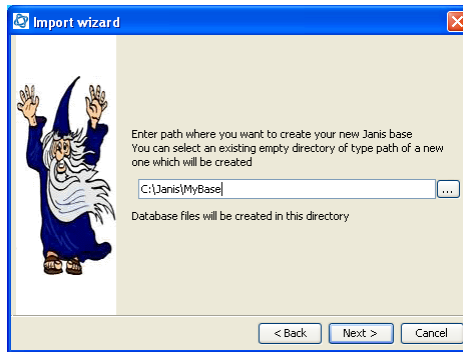 Import wizard
Enter path where you want to create your new Janis base
You can select an existing empty directory of type path of a new
one which will be created
C:\Janis\MyBase
...
Database files will be created in this directory
< Back
Next >
Cancel